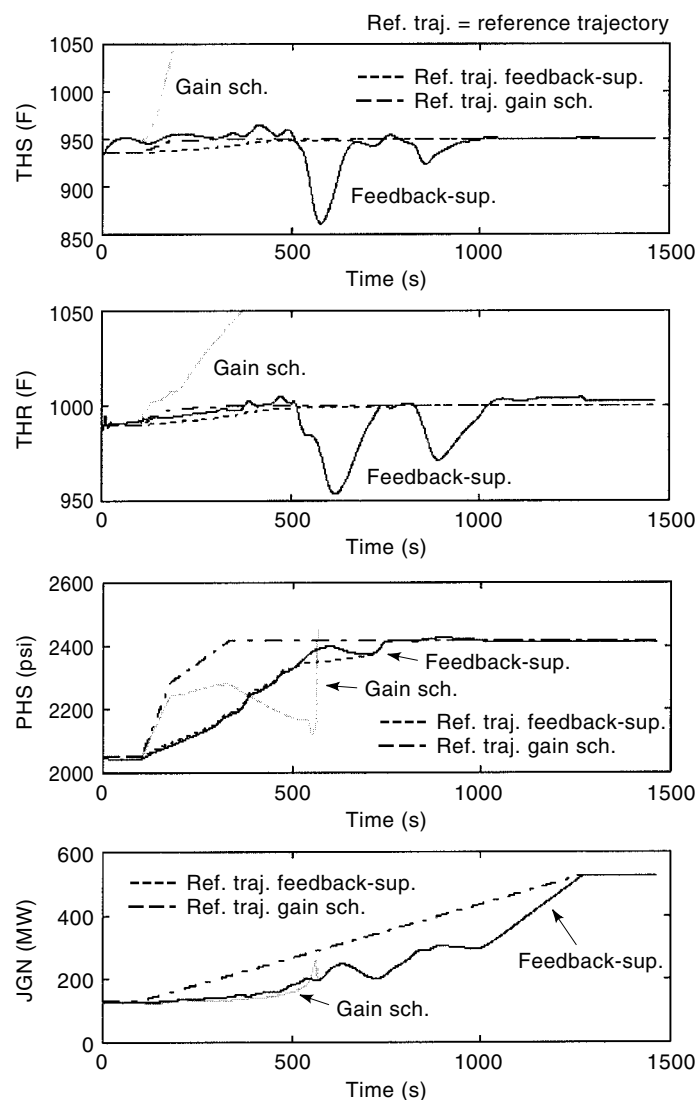 Ref. traj. = reference trajectory
1050
1000
950
900
850
THS (F)
Gain sch.
Ref. traj. feedback-sup.
Ref. traj. gain sch.
Feedback-sup.
0
500
1000
1500
Time (s)
1050
1000
950
THR (F)
Gain sch.
Feedback-sup.
0
500
1000
1500
Time (s)
2600
2400
2200
2000
PHS (psi)
Feedback-sup.
Gain sch.
Ref. traj. feedback-sup.
Ref. traj. gain sch.
0
500
1000
1500
Time (s)
600
400
200
0
JGN (MW)
Ref. traj. feedback-sup.
Ref. traj. gain sch.
Feedback-sup.
Gain sch.
0
500
1000
1500
Time (s)